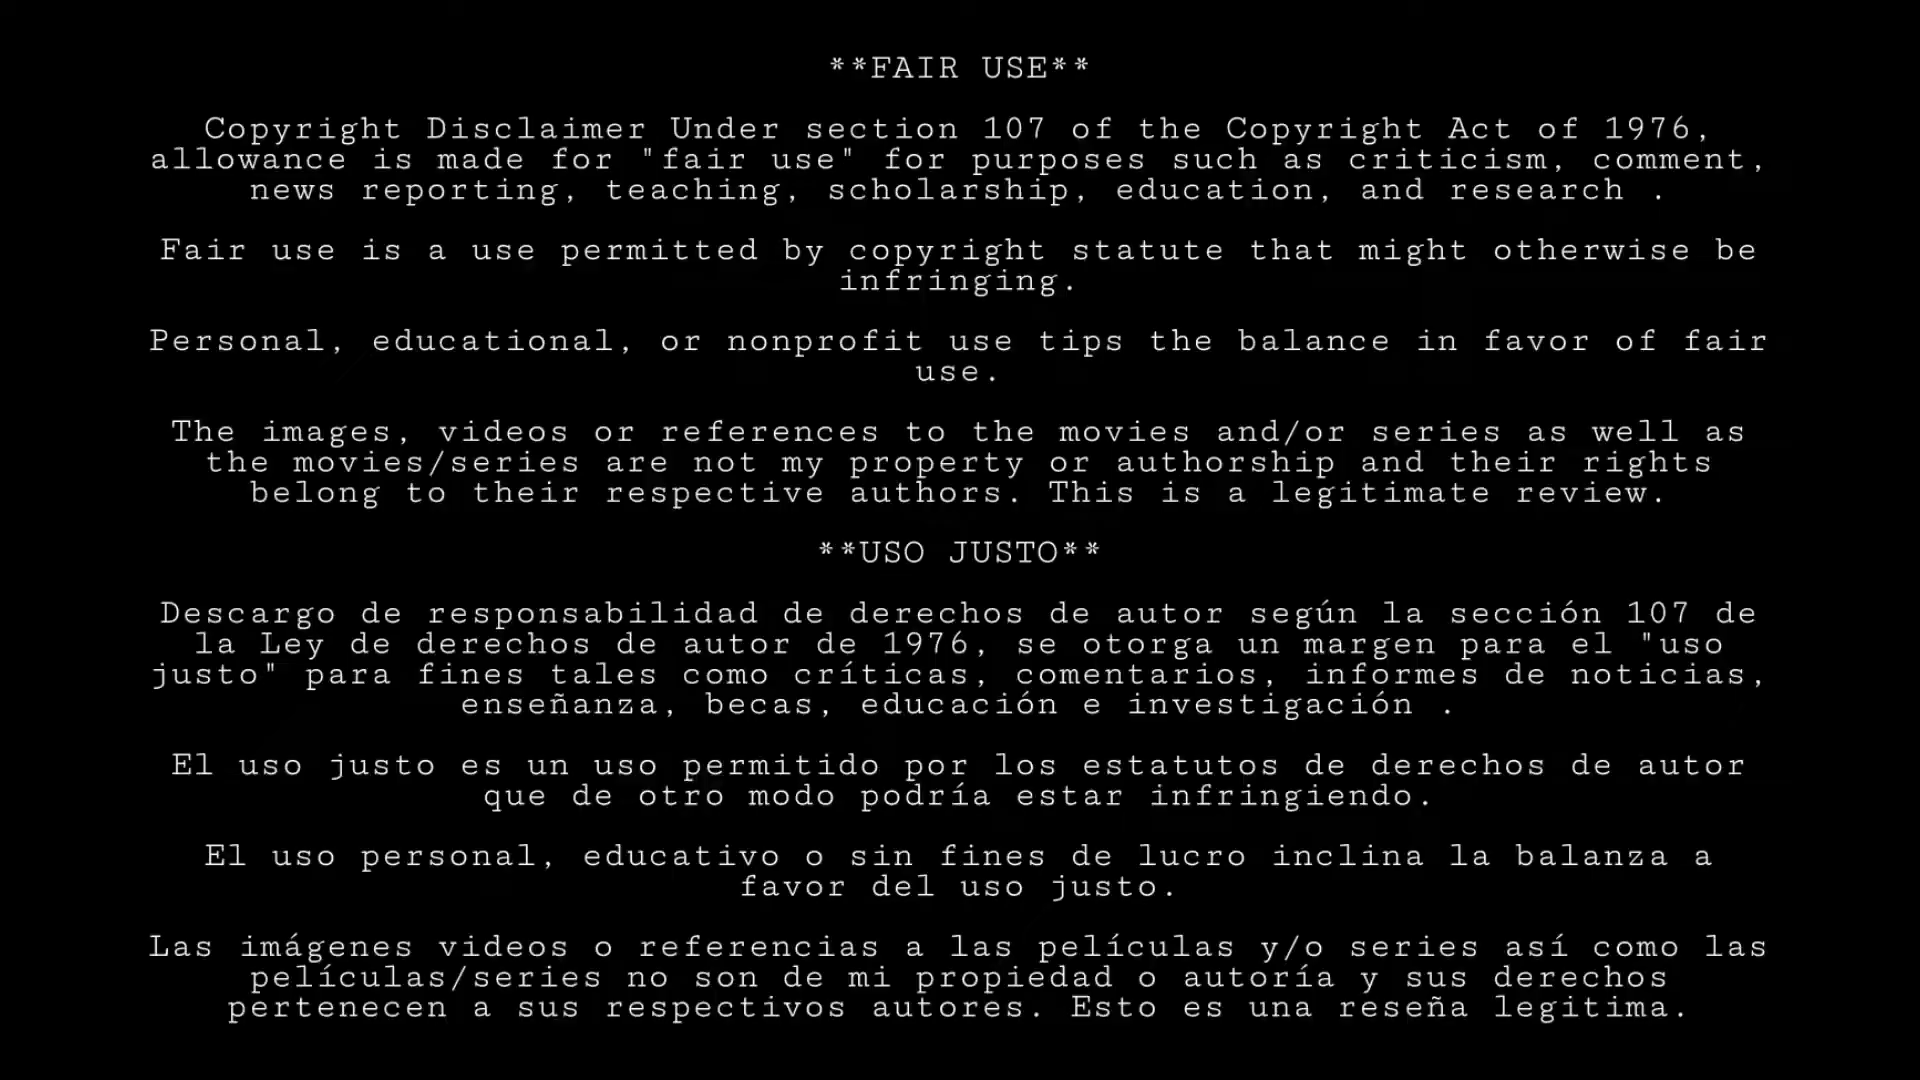 **FAIR USE**
Copyright Disclaimer Under section 107 of the Copyright Act of 1976,
allowance is made for "fair use" for purposes such as criticism, comment,
news reporting, teaching, scholarship, education, and research .
Fair use is a use permitted by copyright statute that might otherwise be
infringing.
Personal, educational, or nonprofit use tips the balance in favor of fair
use.
The images, videos or references to the movies and/or series as well as
the movies/series are not my property or authorship and their rights
belong to their respective authors. This is a legitimate review.
**USO JUSTO**
Descargo de responsabilidad de derechos de autor según la sección 107 de
la Ley de derechos de autor de 1976, se otorga un margen para el "uso
justo" para fines tales como críticas, comentarios, informes de noticias,
enseñanza, becas, educación e investigación .
El uso justo es un uso permitido por los estatutos de derechos de autor
que de otro modo podría estar infringiendo.
El uso personal, educativo o sin fines de lucro inclina la balanza a
favor del uso justo.
Las imágenes videos o referencias a las películas y/o series así como las
películas/series no son de mi propiedad o autoría y sus derechos
pertenecen a sus respectivos autores. Esto es una reseña legitima.